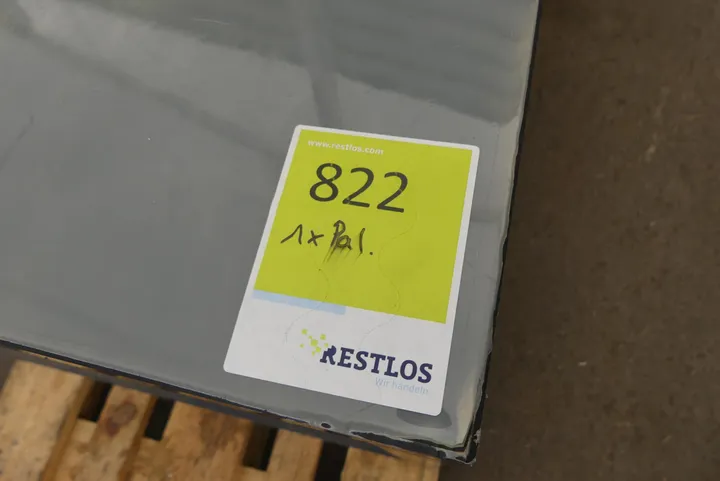 www.restlos.com
822
1x Pal.
RESTLOS
Wir handeln.